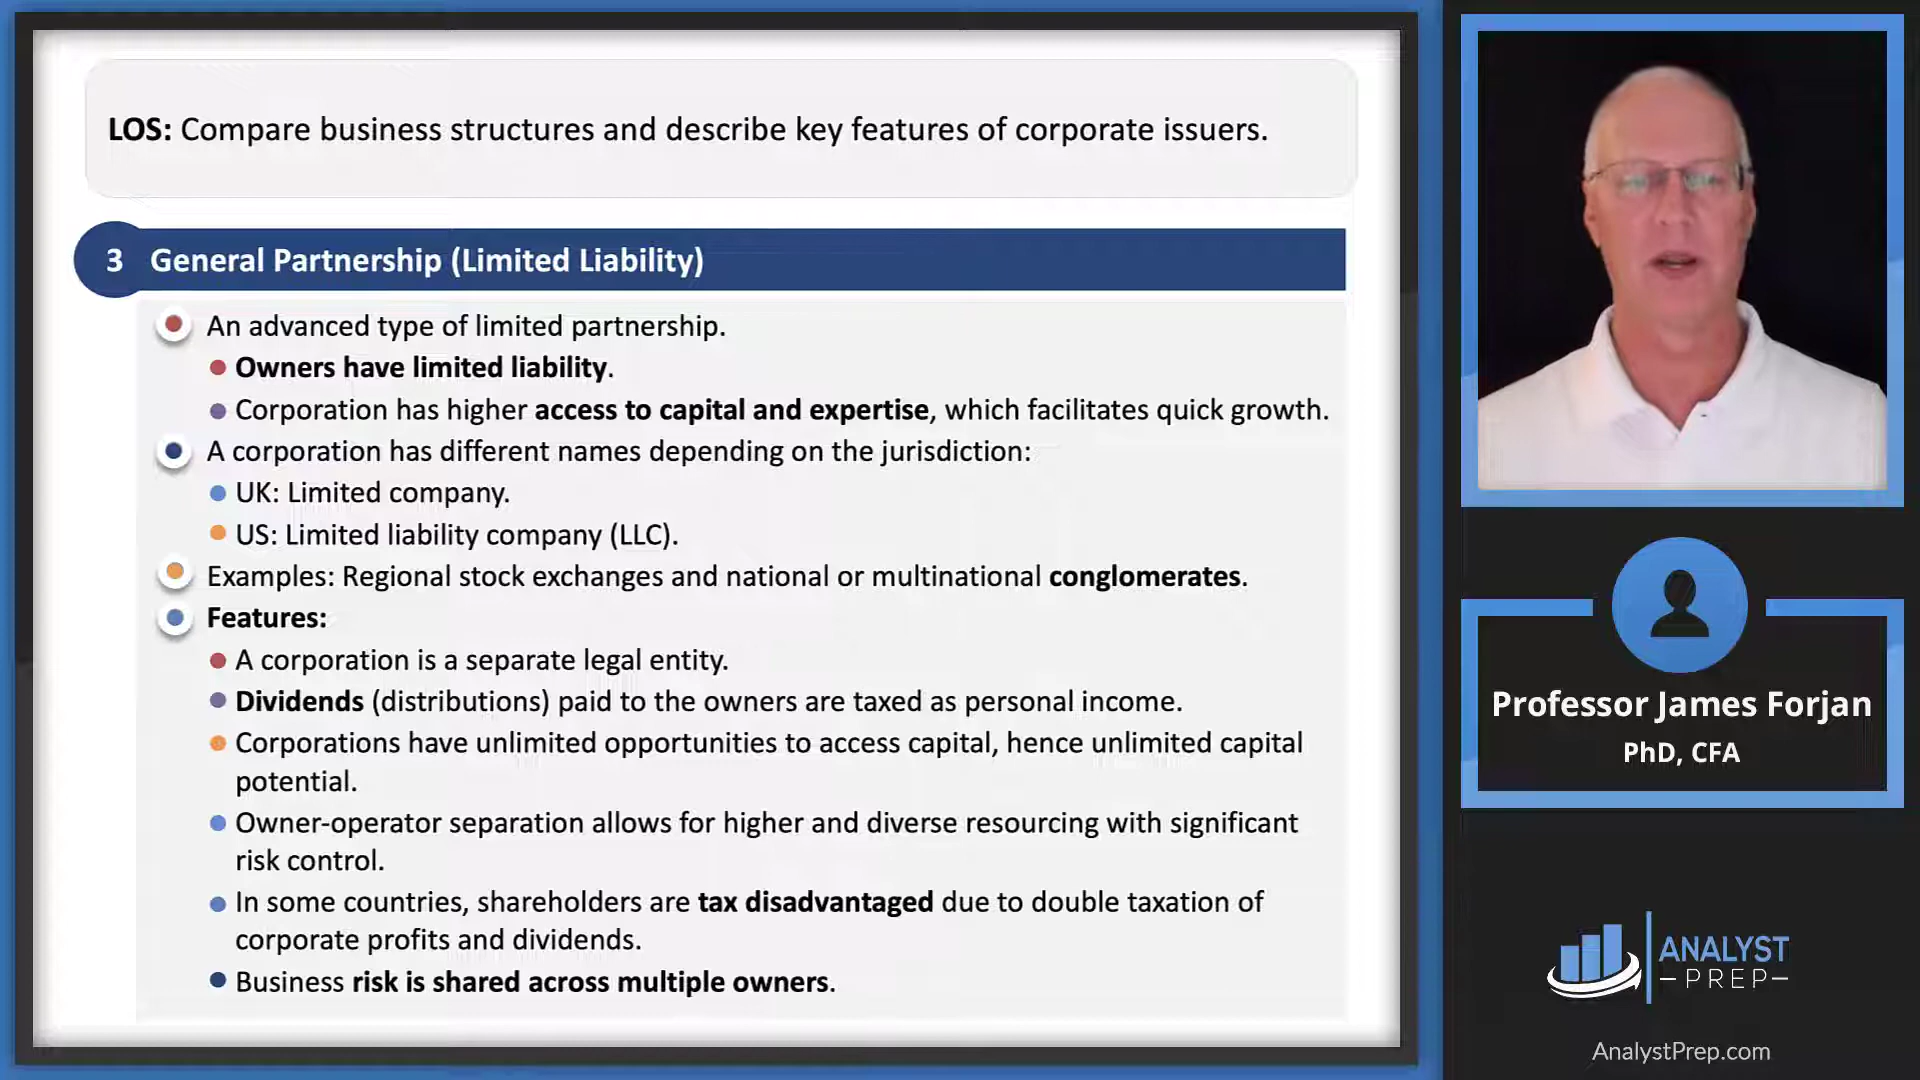 LOS: Compare business structures and describe key features of corporate issuers.
3 General Partnership (Limited Liability)
An advanced type of limited partnership.
Owners have limited liability.
Corporation has higher access to capital and expertise, which facilitates quick growth.
A corporation has different names depending on the jurisdiction:
UK: Limited company.
US: Limited liability company (LLC).
Examples: Regional stock exchanges and national or multinational conglomerates.
Features:
A corporation is a separate legal entity.
Dividends (distributions) paid to the owners are taxed as personal income.
Corporations have unlimited opportunities to access capital, hence unlimited capital
potential.
Owner-operator separation allows for higher and diverse resourcing with significant
risk control.
In some countries, shareholders are tax disadvantaged due to double taxation of
corporate profits and dividends.
Business risk is shared across multiple owners.
Professor James Forjan
PhD, CFA
ANALYST
PREP
AnalystPrep.com